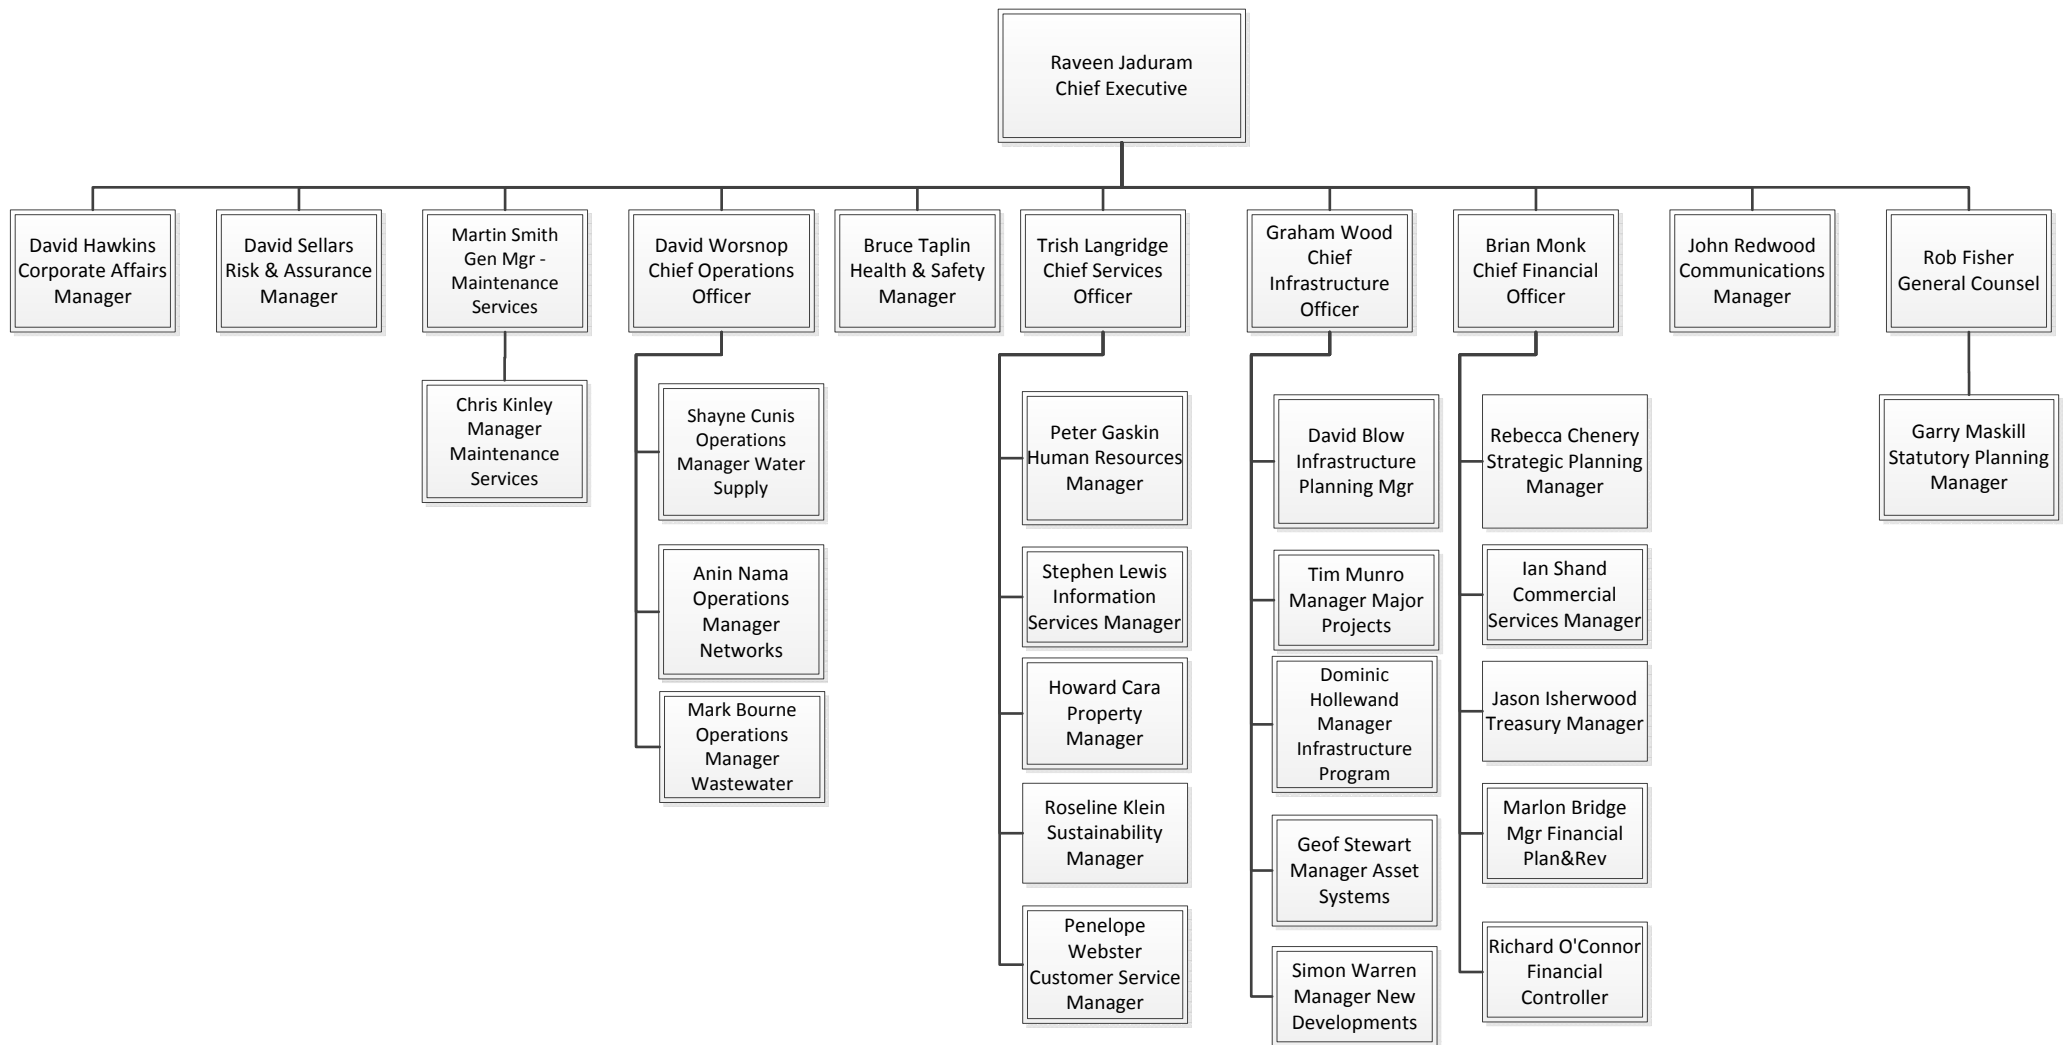 Raveen Jaduram
Chief Executive
David Hawkins
Corporate Affairs
Manager
David Sellars
Risk & Assurance
Manager
Martin Smith
Gen Mgr -
Maintenance
Services
David Worsnop
Chief Operations
Officer
Bruce Taplin
Health & Safety
Manager
Trish Langridge
Chief Services
Officer
Graham Wood
Chief
Infrastructure
Officer
Brian Monk
Chief Financial
Officer
John Redwood
Communications
Manager
Rob Fisher
General Counsel
Chris Kinley
Manager
Maintenance
Services
Shayne Cunis
Operations
Manager Water
Supply
Anin Nama
Operations
Manager
Networks
Mark Bourne
Operations
Manager
Wastewater
Peter Gaskin
Human Resources
Manager
Stephen Lewis
Information
Services Manager
Howard Cara
Property
Manager
Roseline Klein
Sustainability
Manager
Penelope
Webster
Customer Service
Manager
David Blow
Infrastructure
Planning Mgr
Tim Munro
Manager Major
Projects
Dominic
Hollewand
Manager
Infrastructure
Program
Geof Stewart
Manager Asset
Systems
Simon Warren
Manager New
Developments
Rebecca Chenery
Strategic Planning
Manager
Ian Shand
Commercial
Services Manager
Jason Isherwood
Treasury Manager
Marlon Bridge
Mgr Financial
Plan&Rev
Richard O'Connor
Financial
Controller
Garry Maskill
Statutory Planning
Manager